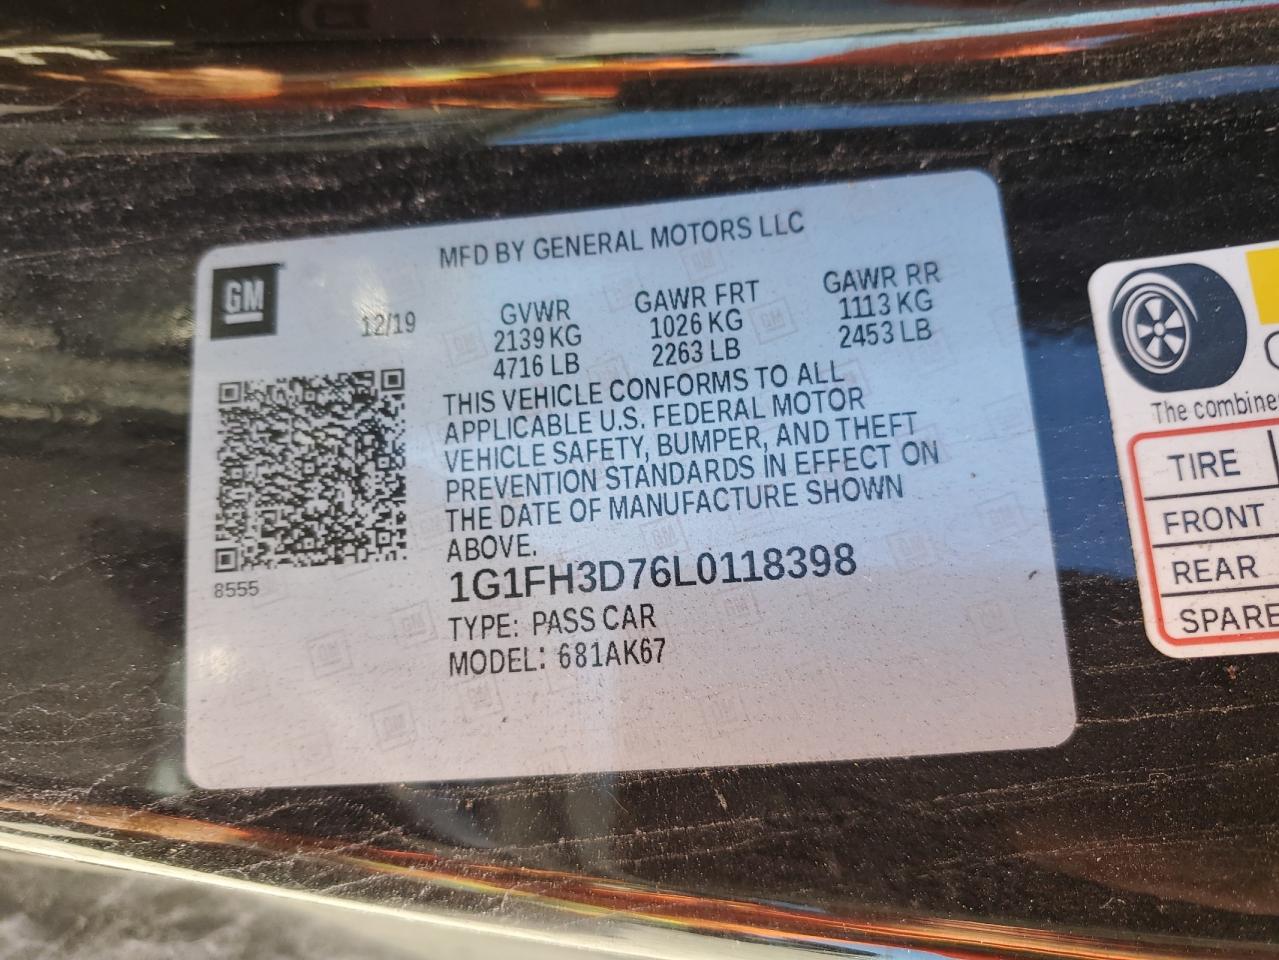 MFD BY GENERAL MOTORS LLC
GM
12/19
GVWR
2139 KG
4716 LB
GAWR FRT
1026 KG
2263 LB
GAWR RR
1113 KG
2453 LB
THIS VEHICLE CONFORMS TO ALL
APPLICABLE U.S. FEDERAL MOTOR
VEHICLE SAFETY, BUMPER, AND THEFT
PREVENTION STANDARDS IN EFFECT ON
THE DATE OF MANUFACTURE SHOWN
ABOVE.
8555
1G1FH3D76L0118398
TYPE: PASS CAR
MODEL: 681AK67
The combine
TIRE
FRONT
REAR
SPARE